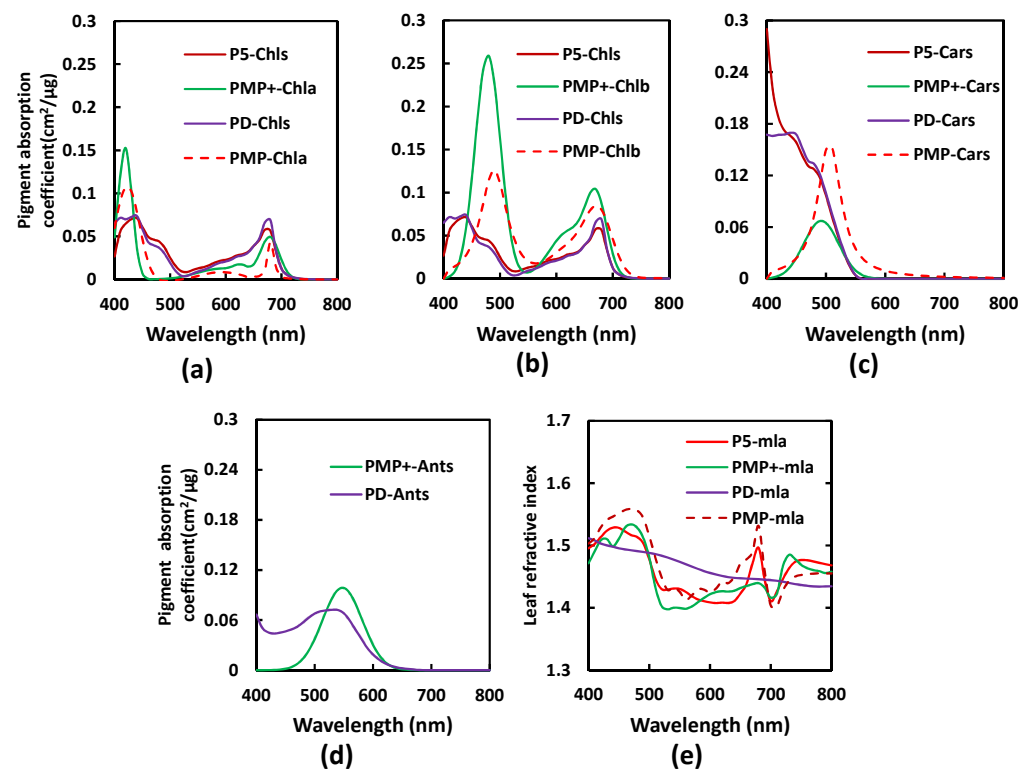 Pigment absorption
coefficient(cm²/µg)
0.3
0.25
0.2
0.15
0.1
0.05
0
P5-Chls
PMP+-Chla
PD-Chls
PMP-Chla
400 500 600 700 800
Wavelength (nm)
(a)
0.3
0.25
0.2
0.15
0.1
0.05
0
P5-Chls
PMP+-Chlb
PD-Chls
PMP-Chlb
400 500 600 700 800
Wavelength (nm)
(b)
0.3
0.24
0.18
0.12
0.06
0
P5-Cars
PMP+-Cars
PD-Cars
PMP-Cars
400 500 600 700 800
Wavelength (nm)
(c)
Pigment absorption
coefficient(cm²/µg)
0.3
0.24
0.18
0.12
0.06
0
PMP+-Ants
PD-Ants
400 500 600 700 800
Wavelength (nm)
(d)
Leaf refractive index
1.7
1.6
1.5
1.4
1.3
P5-mla
PMP+-mla
PD-mla
PMP-mla
400 500 600 700 800
Wavelength (nm)
(e)